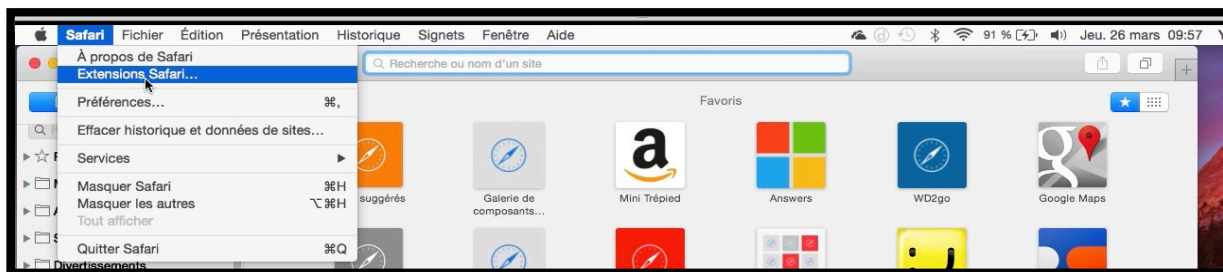 Safari Fichier Édition Présentation Historique Signets Fenêtre Aide 91 % Jeu. 26 mars 09:57
À propos de Safari
Extensions Safari...
Préférences... ⌘,
Effacer historique et données de sites...
Services
Masquer Safari ⌘H
Masquer les autres ⌥⌘H
Tout afficher
Quitter Safari ⌘Q
Recherche ou nom d'un site
Favoris
suggérés
Galerie de
composants...
Mini Trépied
Answers
WD2go
Google Maps
Divertissements